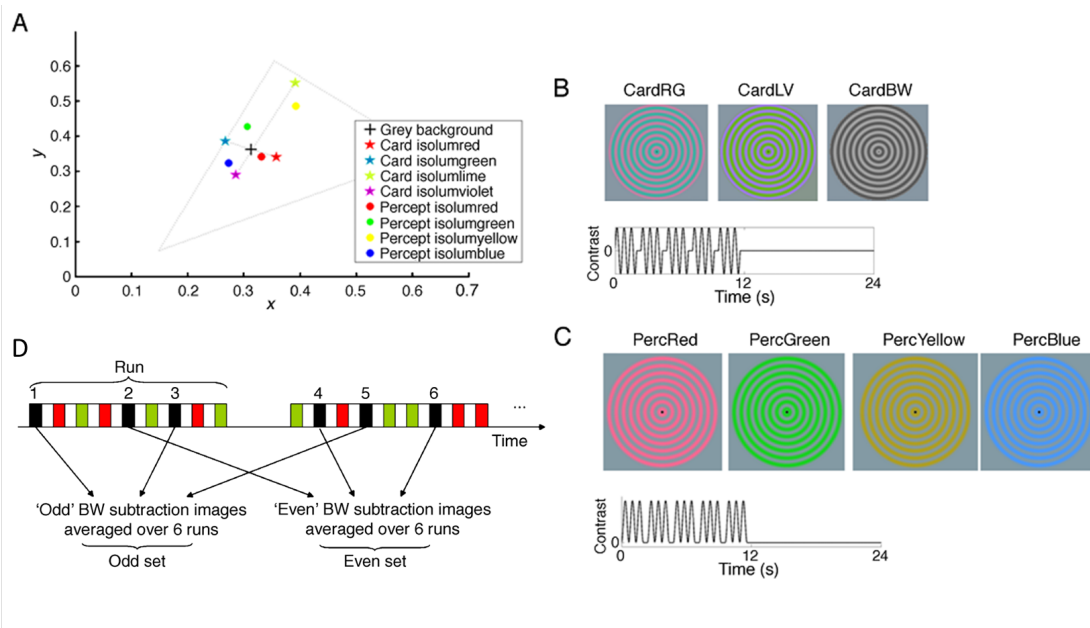 A
y
0.6
0.5
0.4
0.3
0.2
0.1
0
0 0.1 0.2 0.3 0.4 0.5 0.6 0.7
x
Grey background
Card isolumred
Card isolumgreen
Card isolumlime
Card isolumviolet
Percept isolumred
Percept isolumgreen
Percept isolumyellow
Percept isolumblue
B
CardRG CardLV CardBW
Contrast
0
0 12 24
Time (s)
C
PercRed PercGreen PercYellow PercBlue
Contrast
0
0 12 24
Time (s)
D
Run
1 2 3 4 5 6
...
Time
‘Odd’ BW subtraction images
averaged over 6 runs
Odd set
‘Even’ BW subtraction images
averaged over 6 runs
Even set